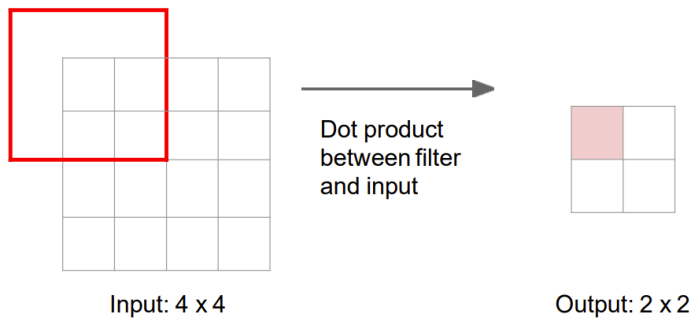 Dot product
between filter
and input
Input: 4 x 4
Output: 2 x 2